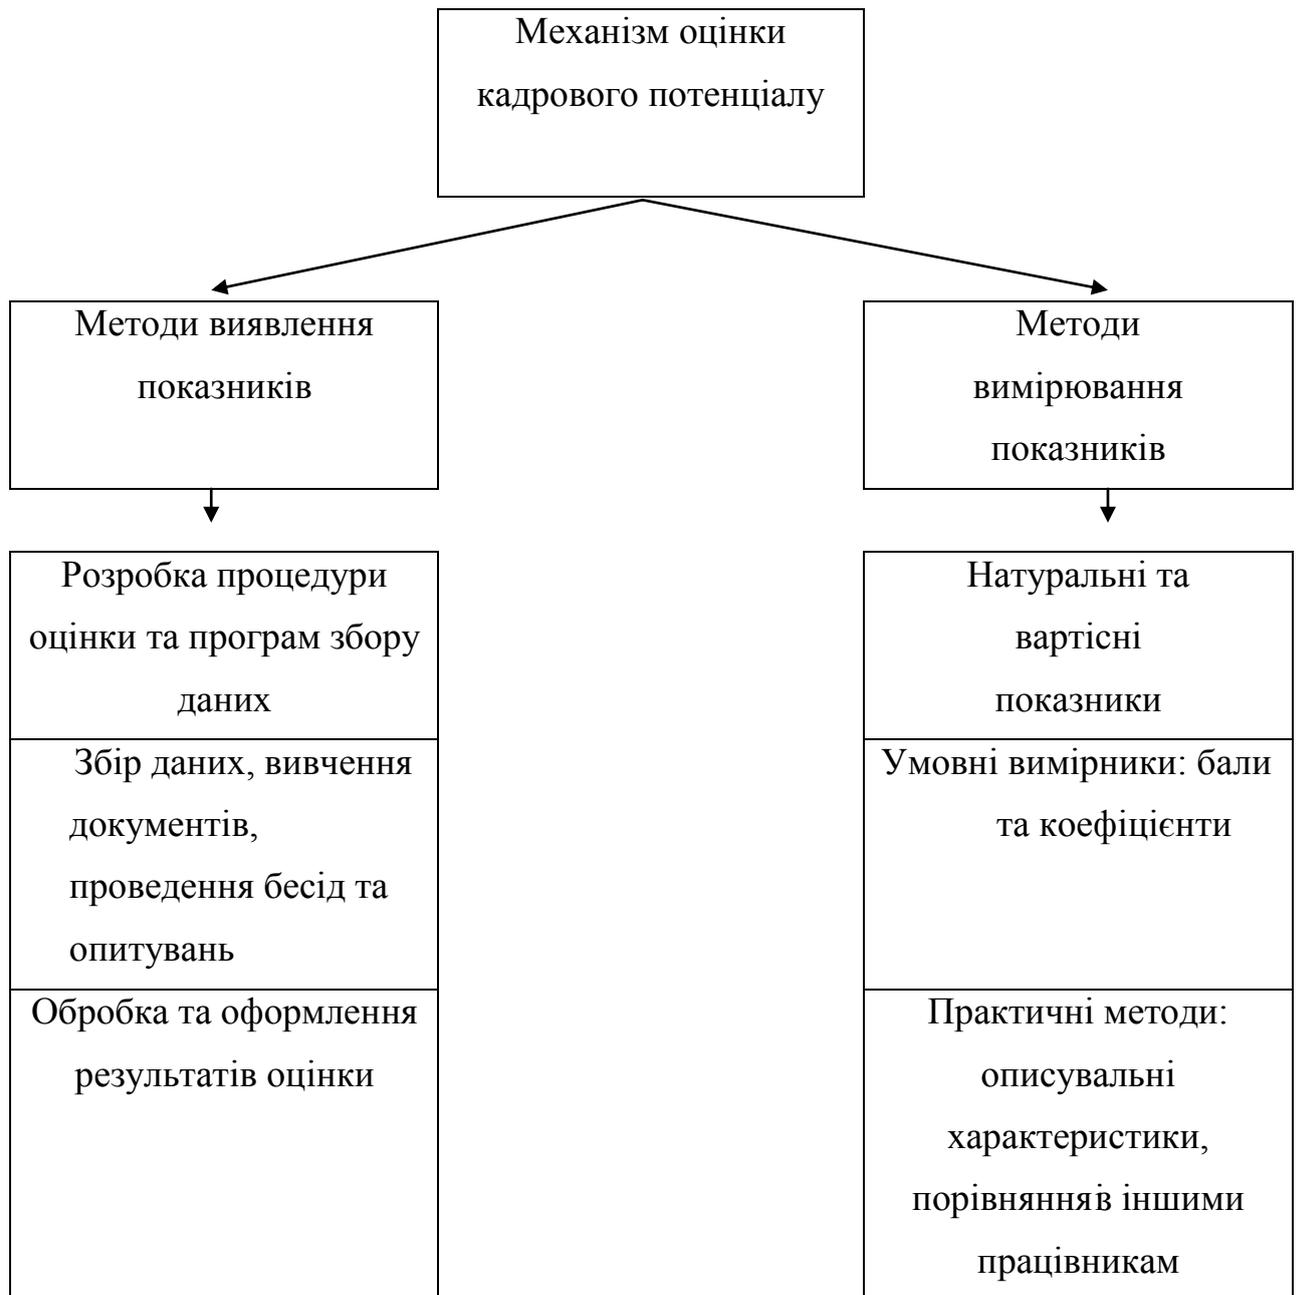 Механізм оцінки
кадрового потенціалу
Методи виявлення
показників
Методи
вимірювання
показників
Розробка процедури
оцінки та програм збору
даних
Збір даних, вивчення
документів,
проведення бесід та
опитувань
Обробка та оформлення
результатів оцінки
Натуральні та
вартісні
показники
Умовні вимірники: бали
та коефіцієнти
Практичні методи:
описувальні
характеристики,
порівняння із іншими
працівникам